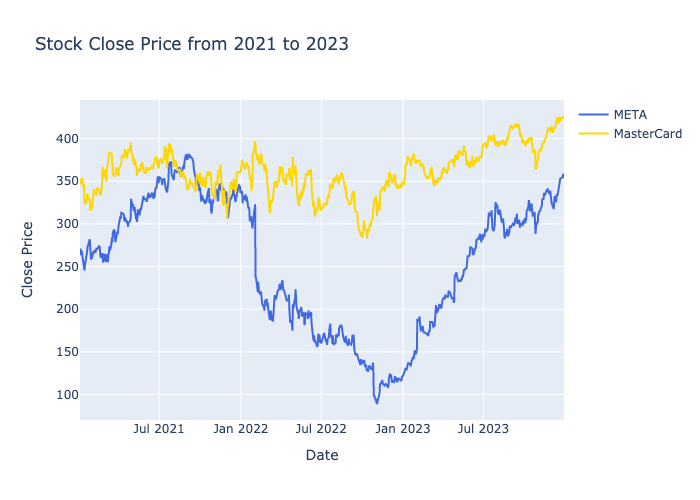 Stock Close Price from 2021 to 2023
META
MasterCard
400
350
300
250
200
150
100
Close Price
Jul 2021
Jan 2022
Jul 2022
Jan 2023
Jul 2023
Date